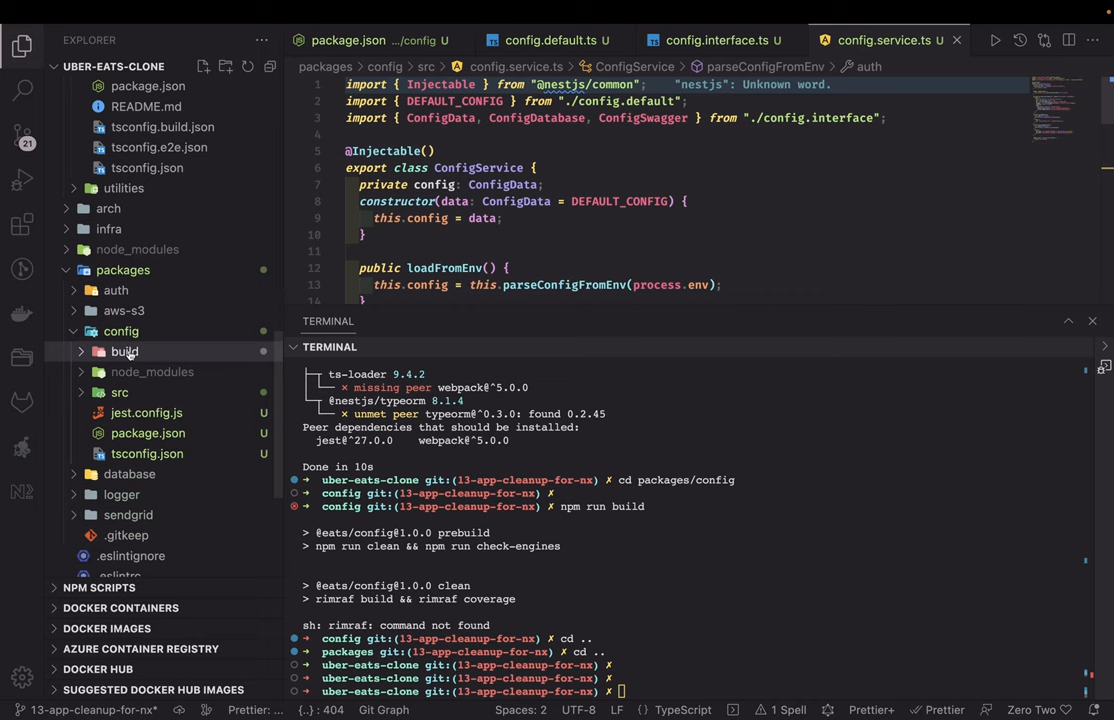 EXPLORER
UBER-EATS-CLONE
package.json
README.md
tsconfig.build.json
tsconfig.e2e.json
tsconfig.json
utilities
arch
infra
node_modules
packages
auth
aws-s3
config
build
node_modules
src
jest.config.js U
package.json U
tsconfig.json U
database
logger
sendgrid
.gitkeep
.eslintignore
.eslintrc
NPM SCRIPTS
DOCKER CONTAINERS
DOCKER IMAGES
AZURE CONTAINER REGISTRY
DOCKER HUB
SUGGESTED DOCKER HUB IMAGES
21
package.json .../config U
config.default.ts U
config.interface.ts U
config.service.ts U
packages > config > src > config.service.ts > ConfigService > parseConfigFromEnv > auth
1 import { Injectable } from "@nestjs/common"; "nestjs": Unknown word.
2 import { DEFAULT_CONFIG } from "./config.default";
3 import { ConfigData, ConfigDatabase, ConfigSwagger } from "./config.interface";
4
5 @Injectable()
6 export class ConfigService {
7 private config: ConfigData;
8 constructor(data: ConfigData = DEFAULT_CONFIG) {
9 this.config = data;
10 }
11
12 public loadFromEnv() {
13 this.config = this.parseConfigFromEnv(process.env);
14 }
TERMINAL
TERMINAL
├─┬ ts-loader 9.4.2
│ └── ✕ missing peer webpack@^5.0.0
└─┬ @nestjs/typeorm 8.1.4
└── ✕ unmet peer typeorm@^0.3.0: found 0.2.45
Peer dependencies that should be installed:
jest@^27.0.0 webpack@^5.0.0
Done in 10s
➜ uber-eats-clone git:(13-app-cleanup-for-nx) ✗ cd packages/config
➜ config git:(13-app-cleanup-for-nx) ✗
➜ config git:(13-app-cleanup-for-nx) ✗ npm run build
> @eats/config@1.0.0 prebuild
> npm run clean && npm run check-engines
> @eats/config@1.0.0 clean
> rimraf build && rimraf coverage
sh: rimraf: command not found
➜ config git:(13-app-cleanup-for-nx) ✗ cd ..
➜ packages git:(13-app-cleanup-for-nx) ✗ cd ..
➜ uber-eats-clone git:(13-app-cleanup-for-nx) ✗
➜ uber-eats-clone git:(13-app-cleanup-for-nx) ✗
➜ uber-eats-clone git:(13-app-cleanup-for-nx) ✗
13-app-cleanup-for-nx* Prettier: {..} : 404 Git Graph Spaces: 2 UTF-8 LF TypeScript 1 Spell Prettier+ Prettier Zero Two